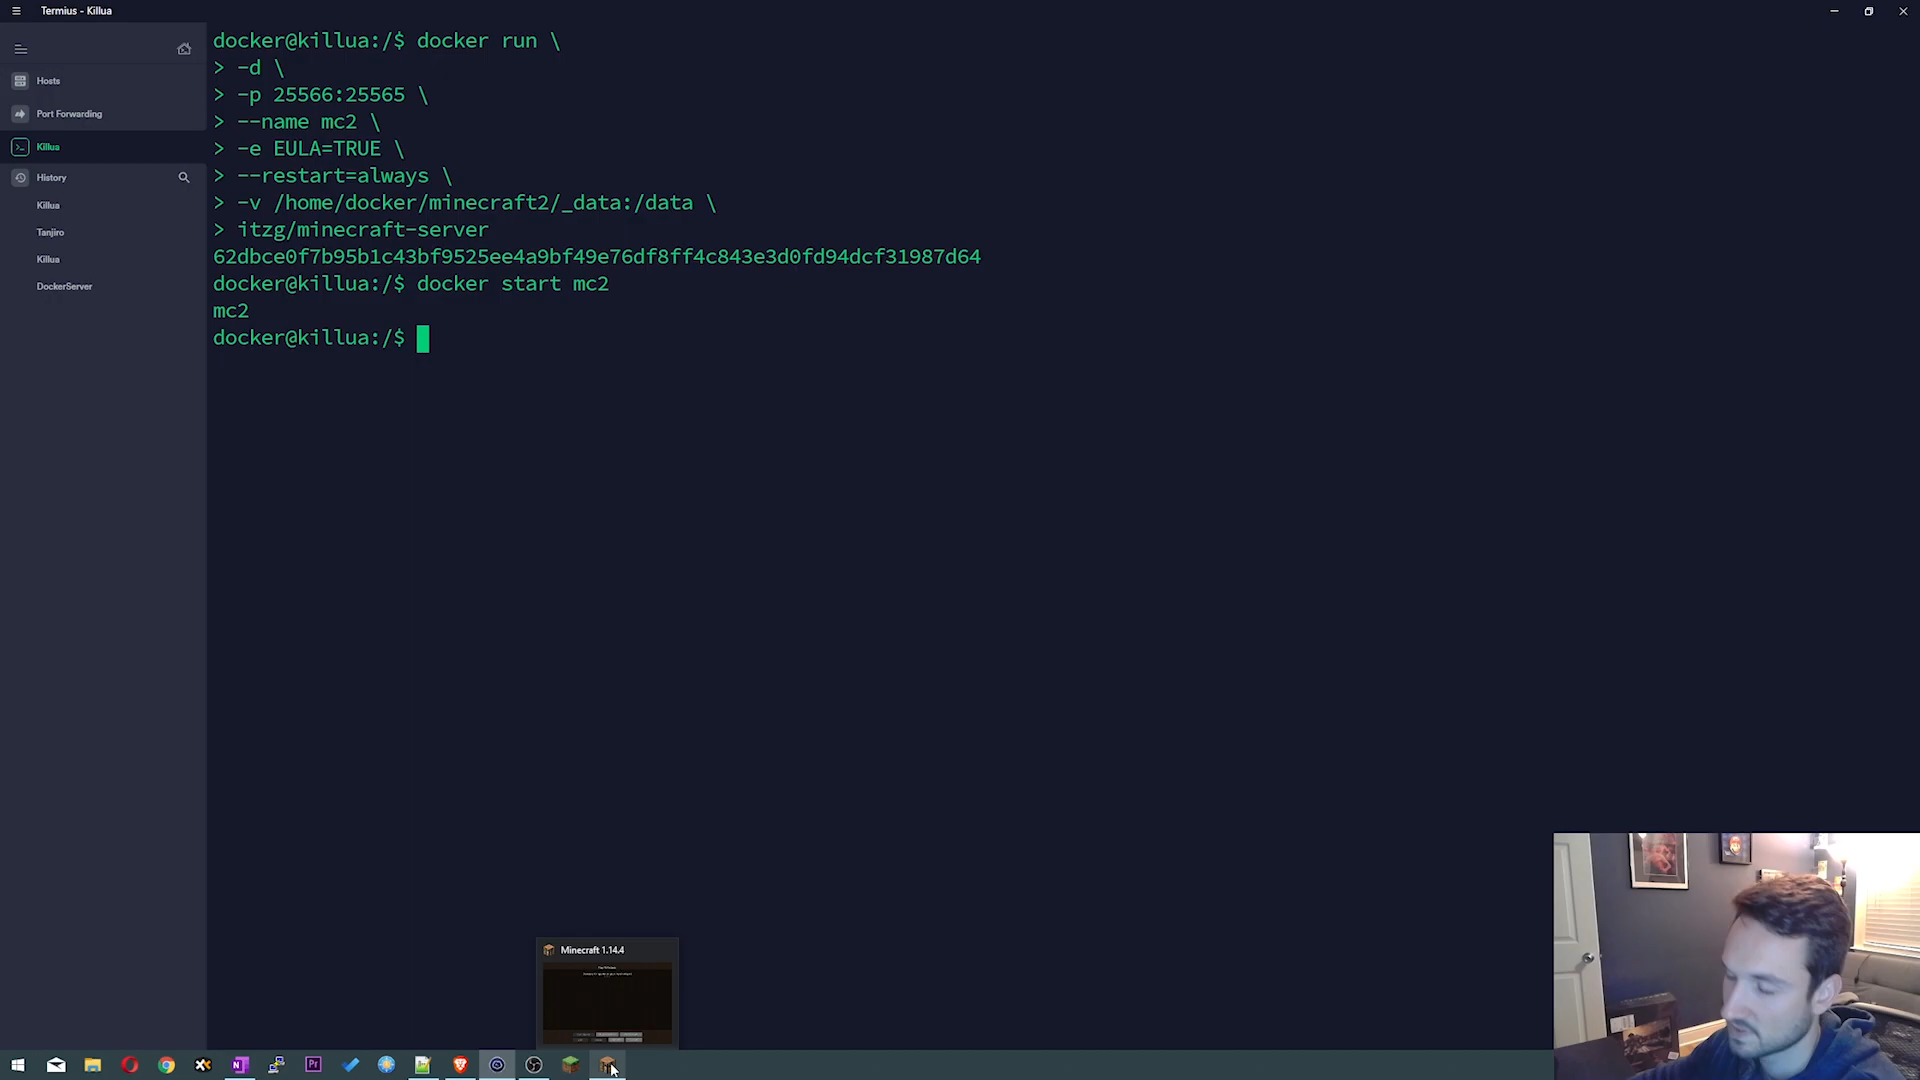 Termius - Killua
Hosts
Port Forwarding
Killua
History
Killua
Tanjiro
Killua
DockerServer
docker@killua:/$ docker run \
> -d \
> -p 25566:25565 \
> --name mc2 \
> -e EULA=TRUE \
> --restart=always \
> -v /home/docker/minecraft2/_data:/data \
> itzg/minecraft-server
62dbce0f7b95b1c43bf9525ee4a9bf49e76df8ff4c843e3d0fd94dcf31987d64
docker@killua:/$ docker start mc2
mc2
docker@killua:/$
Minecraft 1.14.4